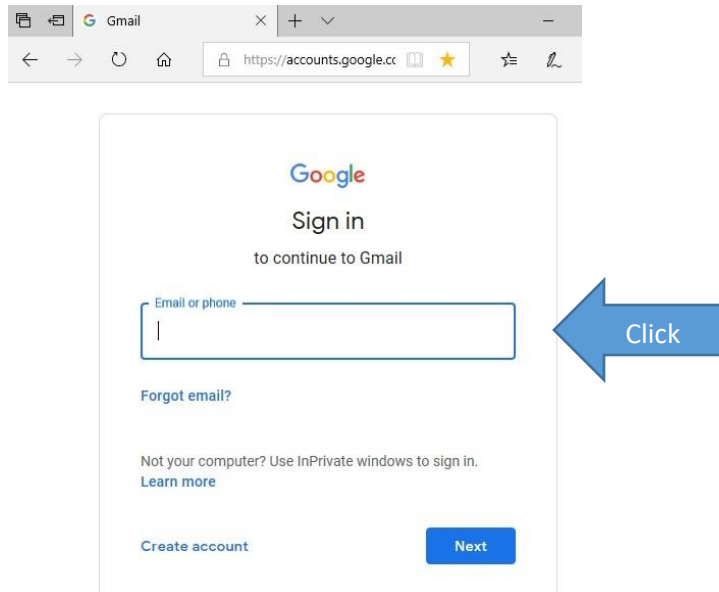 Gmail
https://accounts.google.cc
Google
Sign in
to continue to Gmail
Email or phone
Click
Forgot email?
Not your computer? Use InPrivate windows to sign in.
Learn more
Create account
Next